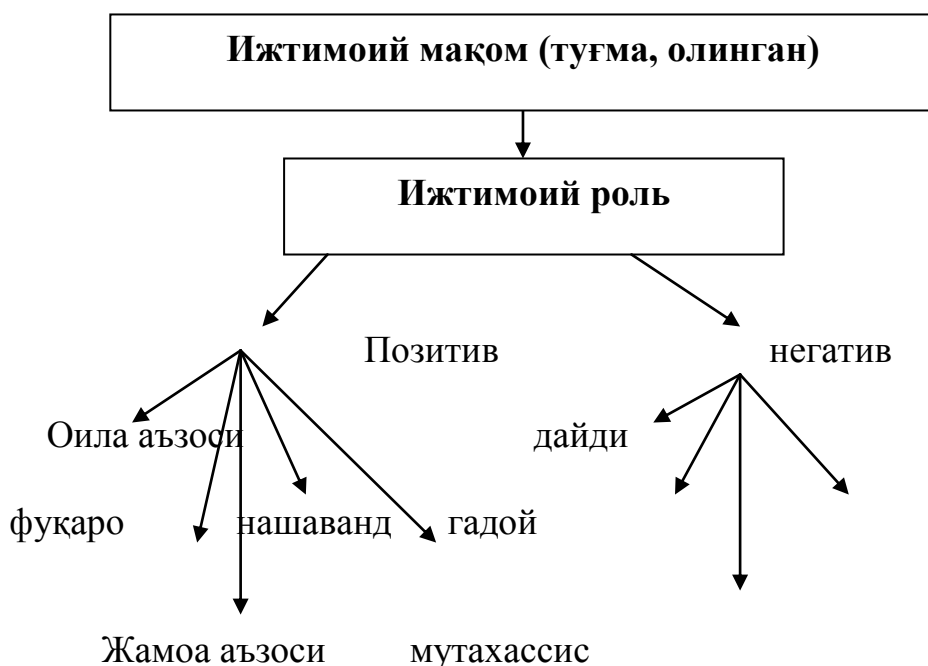 Ижтимоий мақом (туғма, олинган)
Ижтимоий роль
Позитив негатив
Оила аъзоси дайди
фуқаро нашаванд гадой
Жамоа аъзоси мутахассис